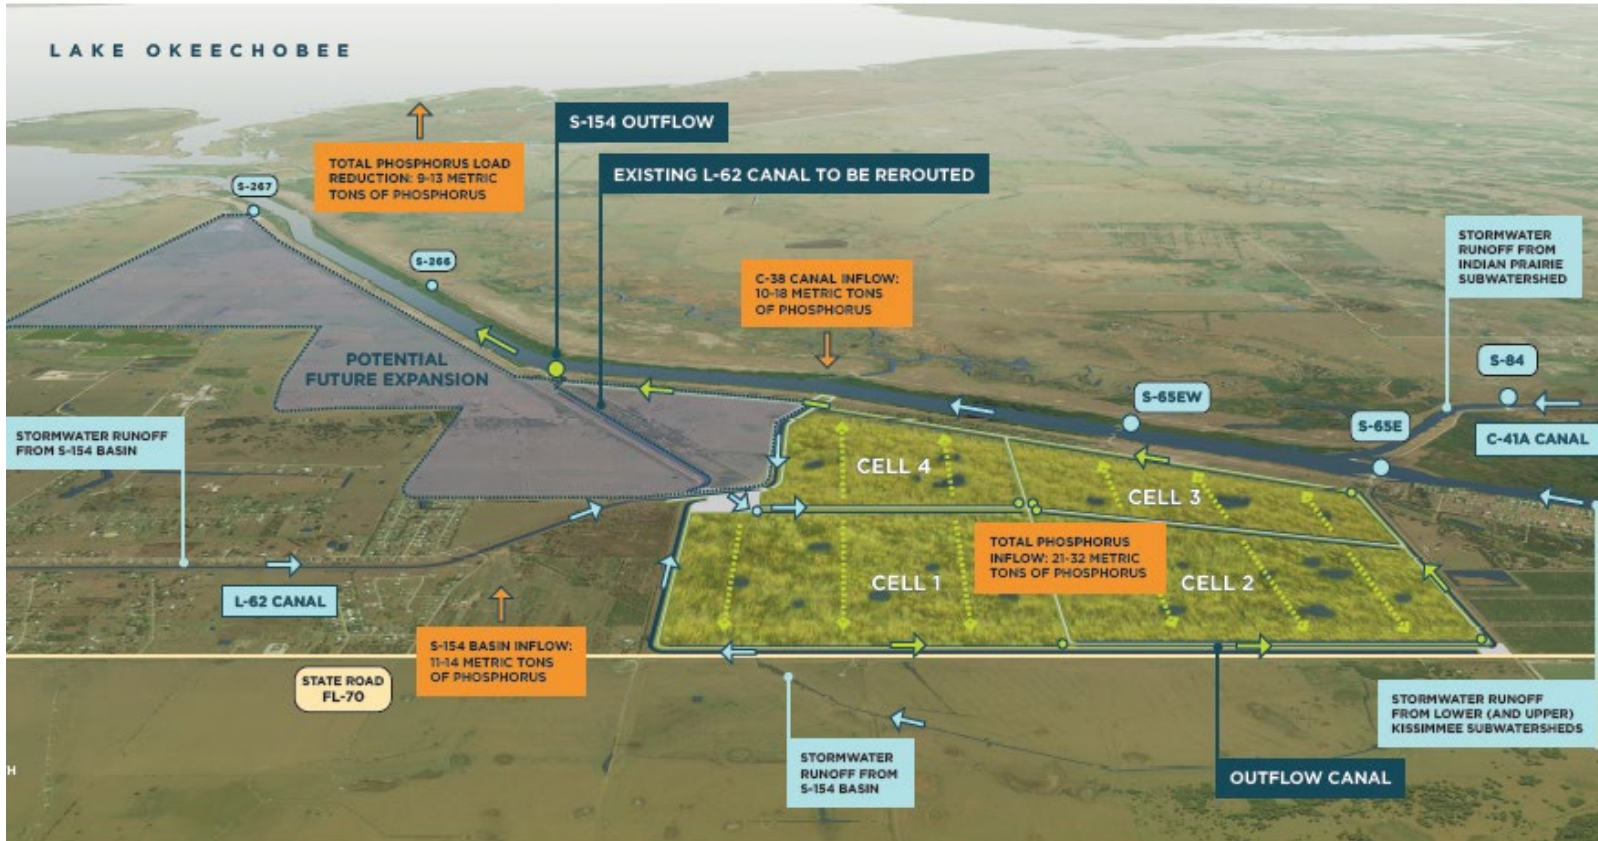 LAKE OKEECHOBEE
S-154 OUTFLOW
TOTAL PHOSPHORUS LOAD
REDUCTION: 9-13 METRIC
TONS OF PHOSPHORUS
EXISTING L-62 CANAL TO BE REROUTED
S-267
S-266
C-38 CANAL INFLOW:
10-18 METRIC TONS
OF PHOSPHORUS
STORMWATER
RUNOFF FROM
INDIAN PRAIRIE
SUBWATERSHED
POTENTIAL
FUTURE EXPANSION
S-84
S-65EW
S-65E
C-41A CANAL
STORMWATER RUNOFF
FROM S-154 BASIN
CELL 4
CELL 3
TOTAL PHOSPHORUS
INFLOW: 21-32 METRIC
TONS OF PHOSPHORUS
CELL 1
CELL 2
L-62 CANAL
S-154 BASIN INFLOW:
11-14 METRIC TONS
OF PHOSPHORUS
STATE ROAD
FL-70
STORMWATER RUNOFF
FROM LOWER (AND UPPER)
KISSIMMEE SUBWATERSHEDS
STORMWATER
RUNOFF FROM
S-154 BASIN
OUTFLOW CANAL
H